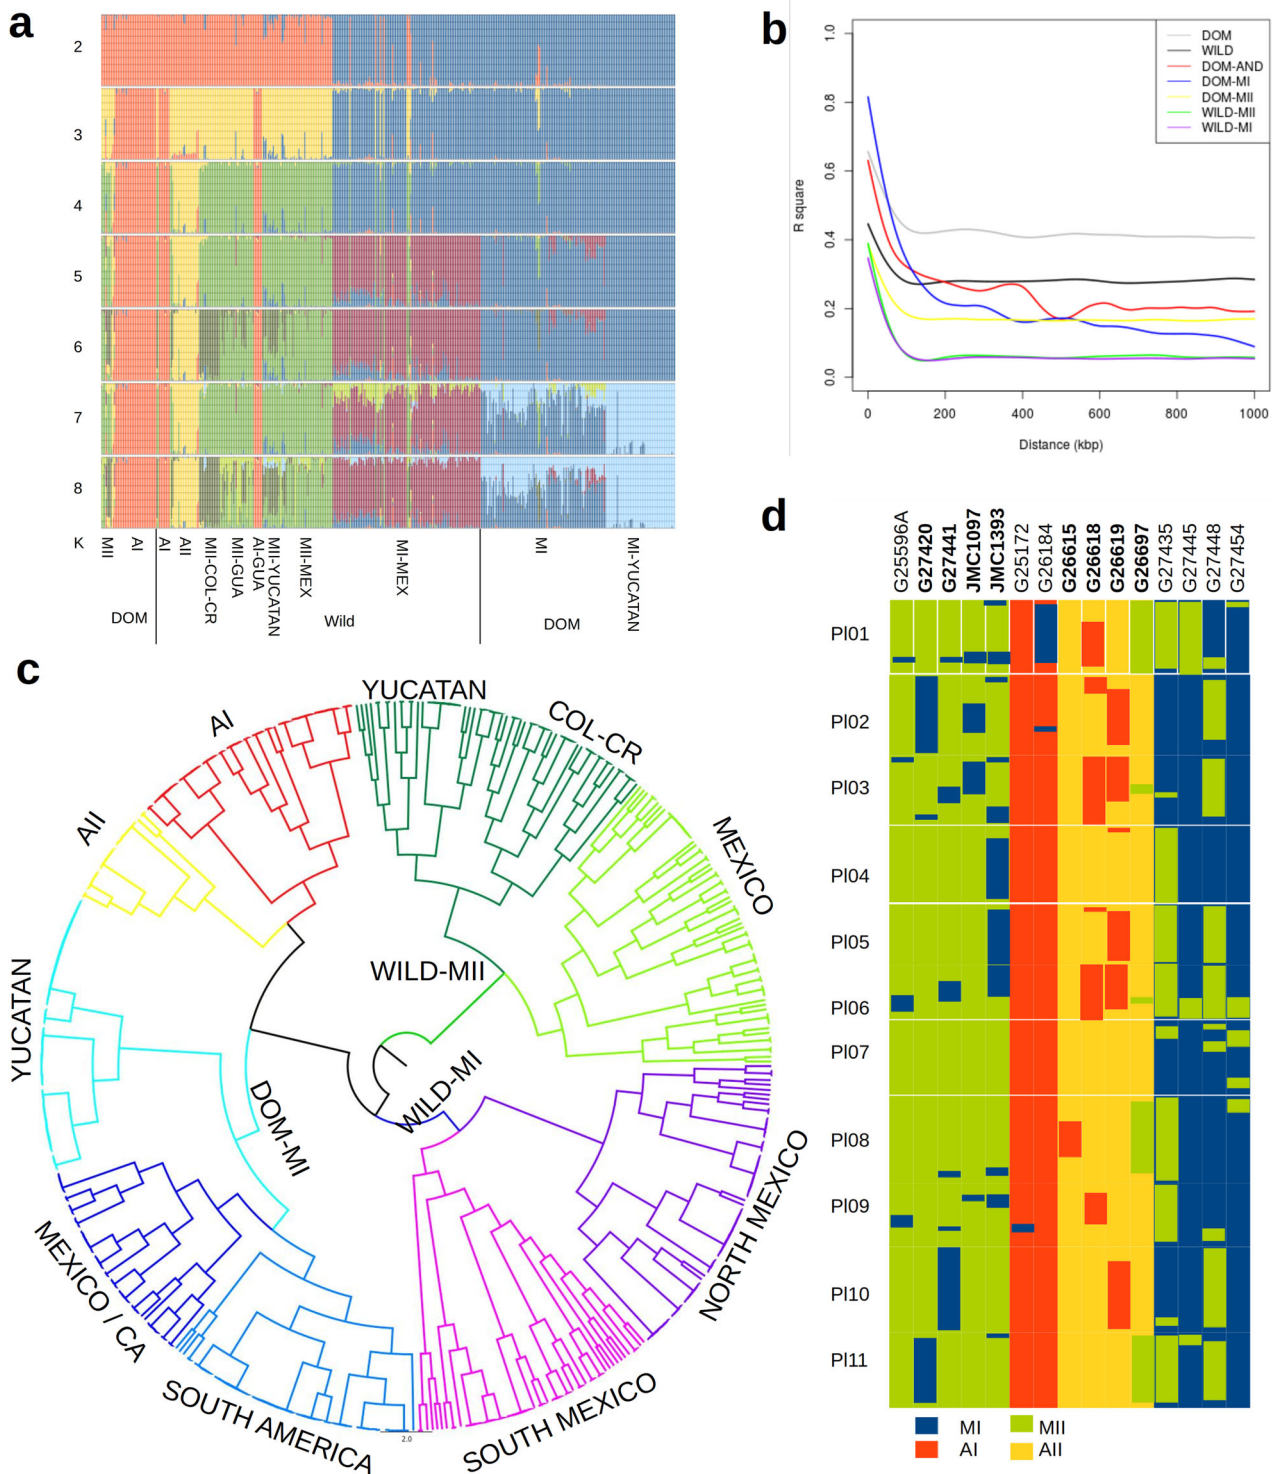 a
2
3
4
5
6
7
8
K
MII
AI
AI
AII
MII-COL-CR
MII-GUA
AI-GUA
MII-YUCATAN
MII-MEX
MI-MEX
MI
MI-YUCATAN
DOM
Wild
DOM
b
DOM
WILD
DOM-AND
DOM-MI
DOM-MII
WILD-MII
WILD-MI
R square
1.0
0.8
0.6
0.4
0.2
0.0
0 200 400 600 800 1000
Distance (kbp)
c
YUCATAN
COL-CR
MEXICO
AI
AII
WILD-MII
YUCATAN
WILD-MI
DOM-MI
NORTH MEXICO
MEXICO / CA
SOUTH AMERICA
SOUTH MEXICO
2.0
d
G25596A
G27420
G27441
JMC1097
JMC1393
G25172
G26184
G26615
G26618
G26619
G26697
G27435
G27445
G27448
G27454
Pl01
Pl02
Pl03
Pl04
Pl05
Pl06
Pl07
Pl08
Pl09
Pl10
Pl11
MI MII
AI AII